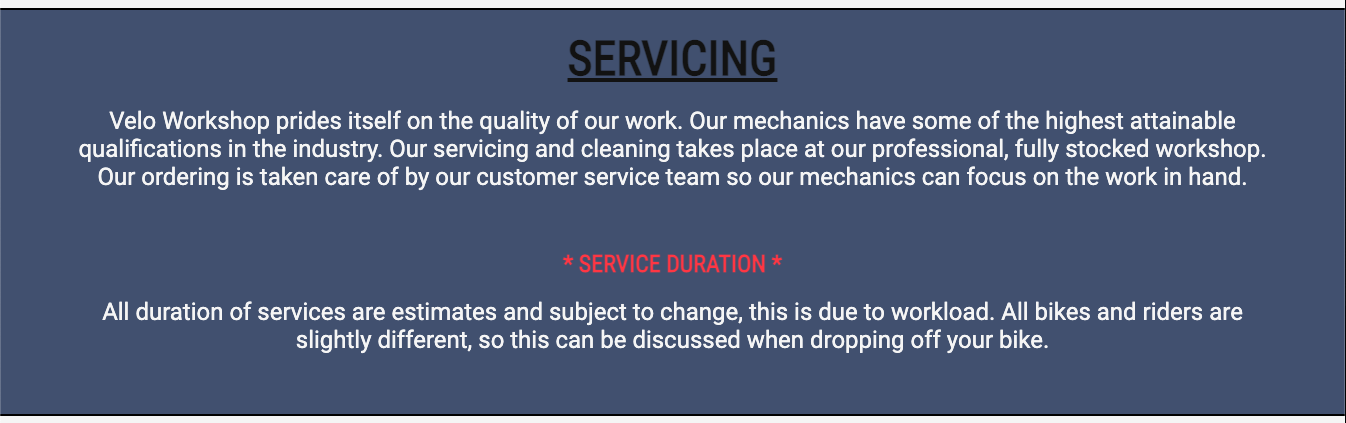 SERVICING
Velo Workshop prides itself on the quality of our work. Our mechanics have some of the highest attainable
qualifications in the industry. Our servicing and cleaning takes place at our professional, fully stocked workshop.
Our ordering is taken care of by our customer service team so our mechanics can focus on the work in hand.
* SERVICE DURATION *
All duration of services are estimates and subject to change, this is due to workload. All bikes and riders are
slightly different, so this can be discussed when dropping off your bike.